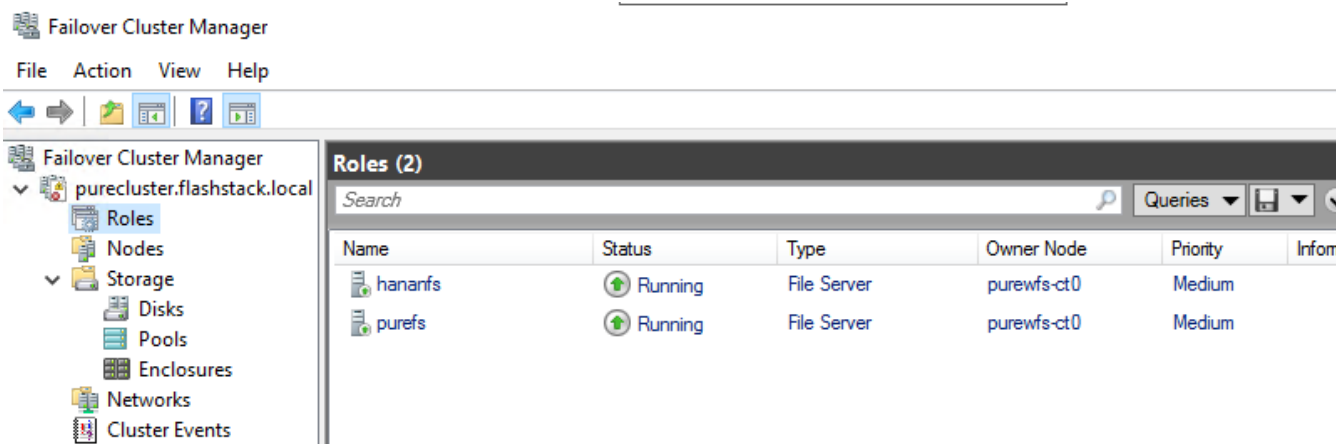 Failover Cluster Manager
File Action View Help
Failover Cluster Manager
purecluster.flashstack.local
Roles
Nodes
Storage
Disks
Pools
Enclosures
Networks
Cluster Events
Roles (2)
Search Queries
Name Status Type Owner Node Priority
hananfs Running File Server purewfs-ct0 Medium
purefs Running File Server purewfs-ct0 Medium